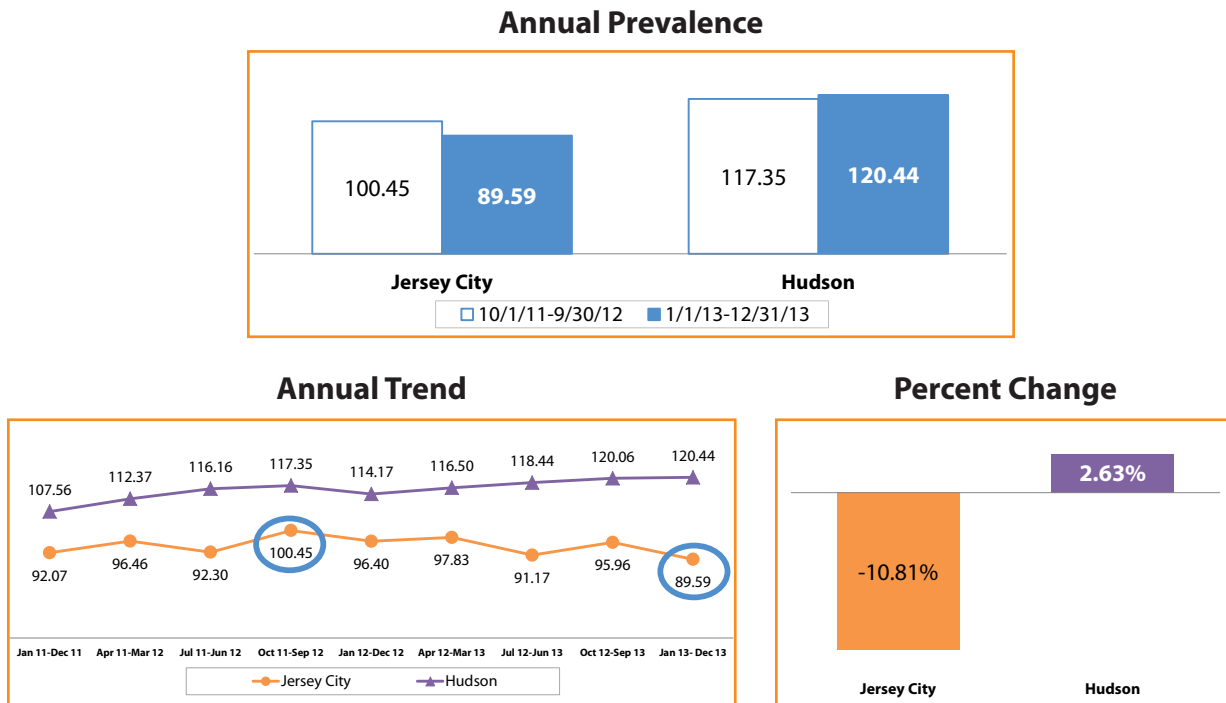 Annual Prevalence
100.45
89.59
117.35
120.44
Jersey City
Hudson
10/1/11-9/30/12
1/1/13-12/31/13
Annual Trend
107.56
112.37
116.16
117.35
114.17
116.50
118.44
120.06
120.44
92.07
96.46
92.30
100.45
96.40
97.83
91.17
95.96
89.59
Jan 11-Dec 11
Apr 11-Mar 12
Jul 11-Jun 12
Oct 11-Sep 12
Jan 12-Dec 12
Apr 12-Mar 13
Jul 12-Jun 13
Oct 12-Sep 13
Jan 13- Dec 13
Jersey City
Hudson
Percent Change
2.63%
-10.81%
Jersey City
Hudson